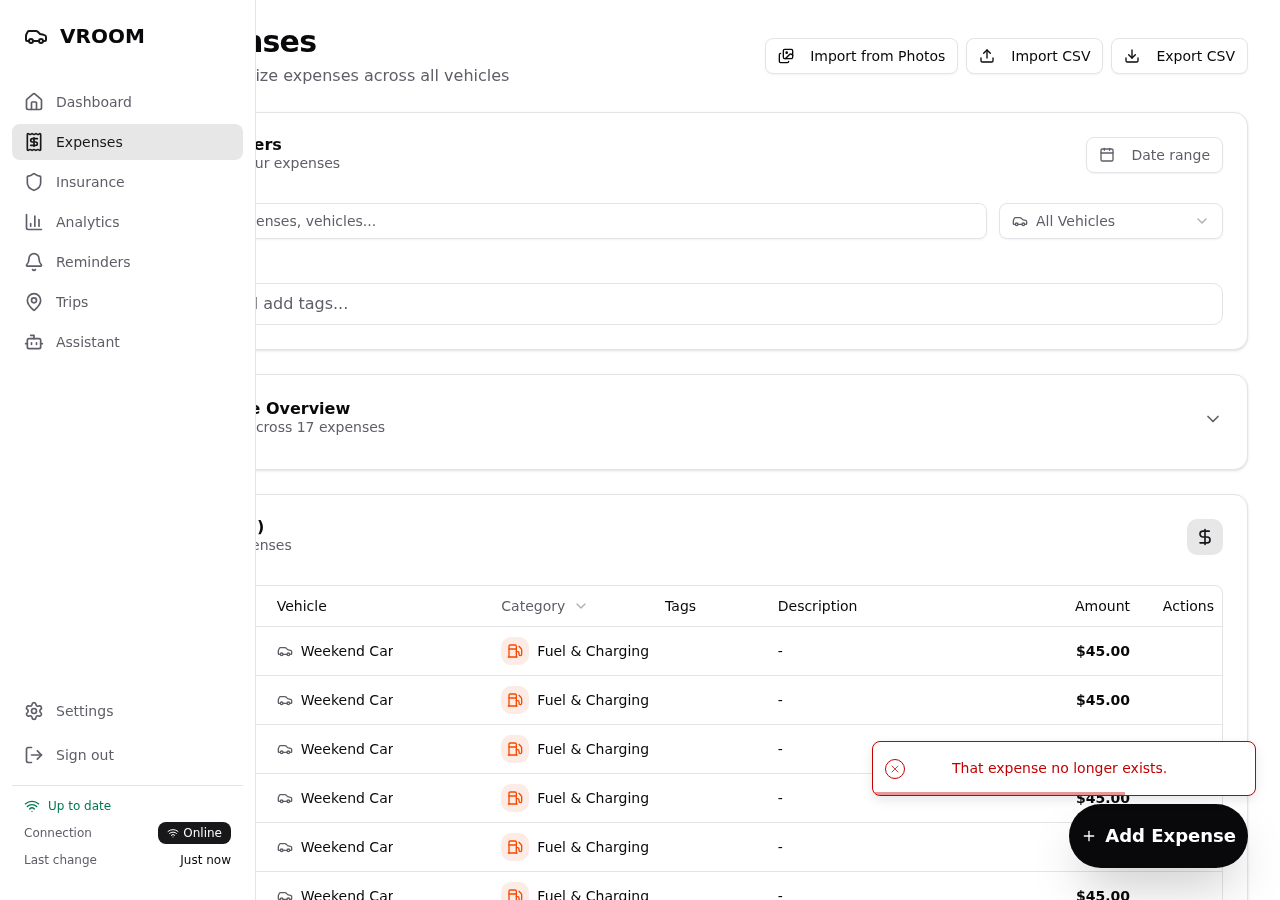 VROOM
Dashboard
Expenses
Insurance
Analytics
Reminders
Trips
Assistant
Settings
Sign out
Up to date
Connection Online
Last change Just now
nses
ize expenses across all vehicles
Import from Photos
Import CSV
Export CSV
ers
ur expenses
Date range
enses, vehicles...
All Vehicles
add tags...
e Overview
cross 17 expenses
)
enses
Vehicle Category Tags Description Amount Actions
Weekend Car Fuel & Charging - $45.00
Weekend Car Fuel & Charging - $45.00
Weekend Car Fuel & Charging -
Weekend Car Fuel & Charging - $45.00
Weekend Car Fuel & Charging -
Weekend Car Fuel & Charging - $45.00
That expense no longer exists.
+ Add Expense